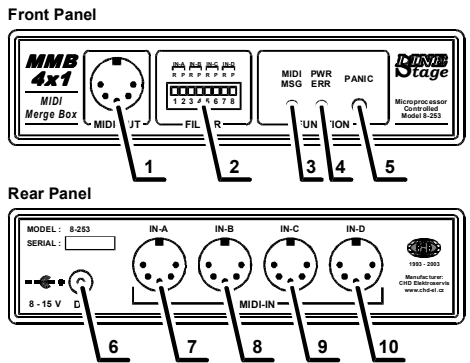 Front Panel
MMB
4x1
MIDI
Merge Box
MIDI OUT
IN-A IN-B IN-C IN-D
R P R P R P R P
1 2 3 4 5 6 7 8
FILTER
MIDI
MSG
PWR
ERR
PANIC
FUNCTION
LINE
Stage
Microprocessor
Controlled
Model 8-253
1 2 3 4 5
Rear Panel
MODEL : 8-253
SERIAL :
8 - 15 V
IN-A IN-B IN-C IN-D
MIDI-IN
1993 - 2003
Manufacturer:
CHD Elektroservis
www.chd-el.cz
6 7 8 9 10